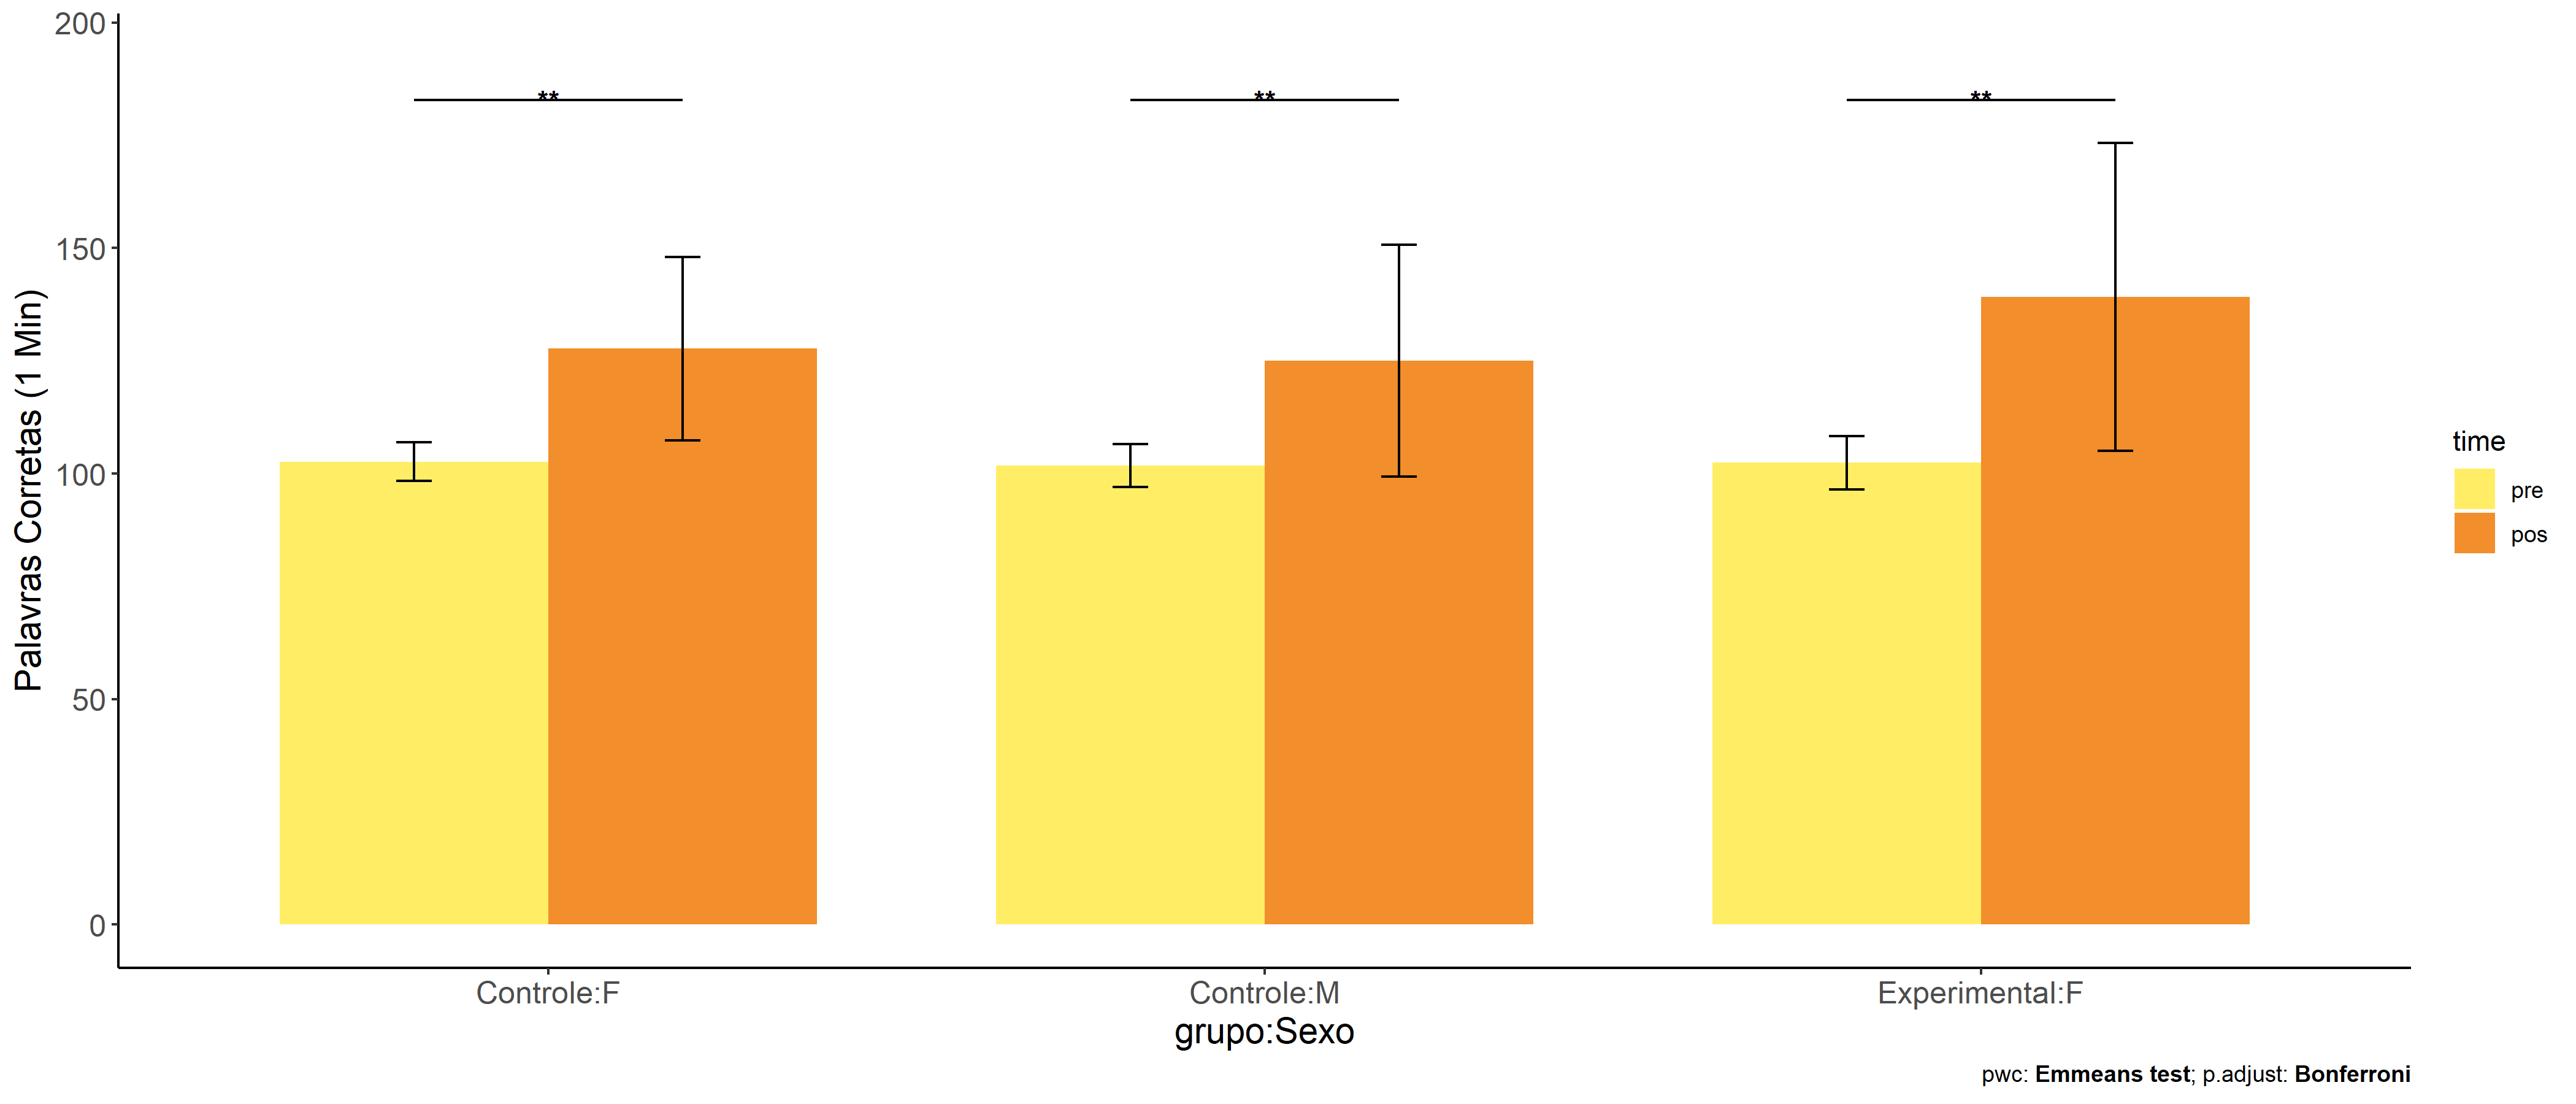 200
150
100
50
0
Palavras Corretas (1 Min)
**
**
**
Controle:F
Controle:M
Experimental:F
grupo:Sexo
time
pre
pos
pwc: Emmeans test; p.adjust: Bonferroni